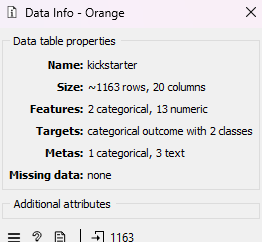 Data Info - Orange
Data table properties
Name: kickstarter
Size: ~1163 rows, 20 columns
Features: 2 categorical, 13 numeric
Targets: categorical outcome with 2 classes
Metas: 1 categorical, 3 text
Missing data: none
Additional attributes
1163